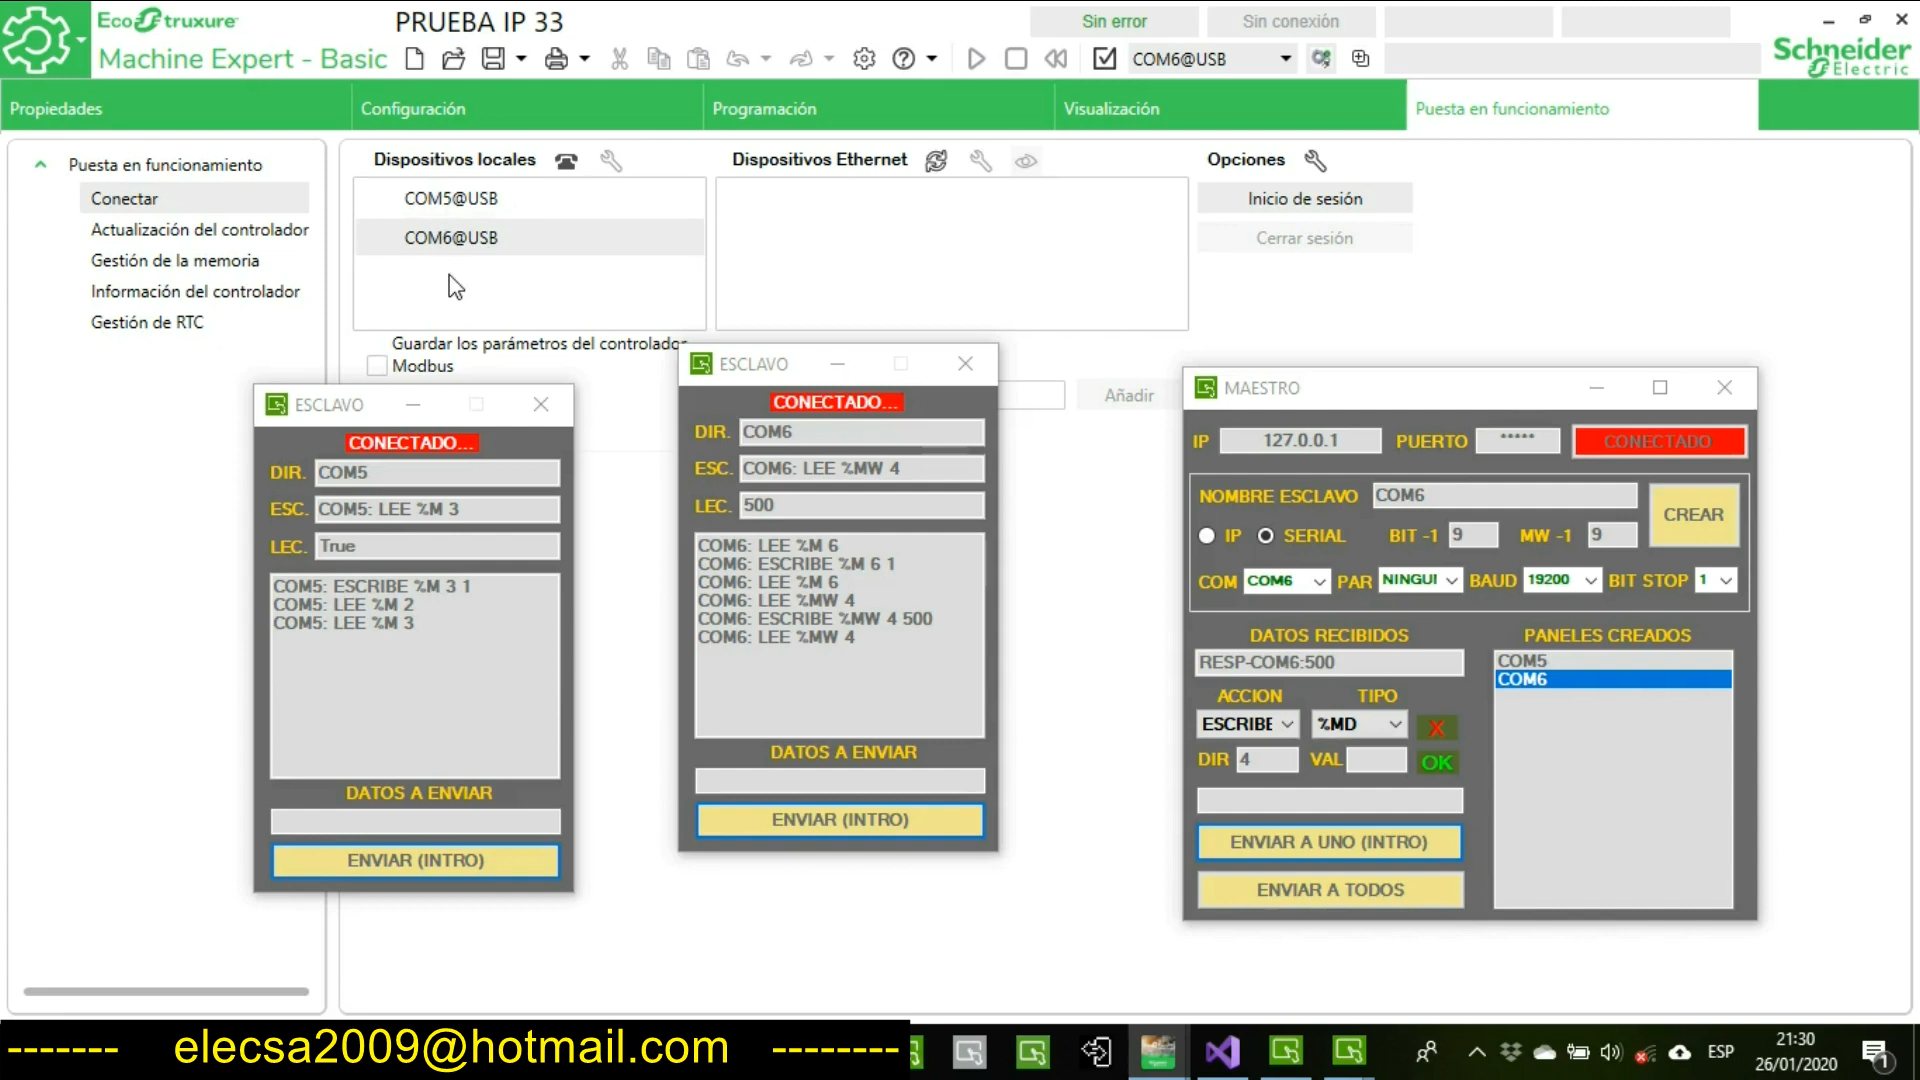 EcoStruxure
Machine Expert - Basic
PRUEBA IP 33
COM6@USB
Sin error
Sin conexión
Schneider
Electric
Propiedades
Configuración
Programación
Visualización
Puesta en funcionamiento
Puesta en funcionamiento
Conectar
Actualización del controlador
Gestión de la memoria
Información del controlador
Gestión de RTC
Dispositivos locales
COM5@USB
COM6@USB
Dispositivos Ethernet
Opciones
Inicio de sesión
Cerrar sesión
Guardar los parámetros del controlador
Modbus
Añadir
ESCLAVO
CONECTADO...
DIR. COM5
ESC. COM5: LEE %M 3
LEC. True
COM5: ESCRIBE %M 3 1
COM5: LEE %M 2
COM5: LEE %M 3
DATOS A ENVIAR
ENVIAR (INTRO)
ESCLAVO
CONECTADO...
DIR. COM6
ESC. COM6: LEE %MW 4
LEC. 500
COM6: LEE %M 6
COM6: ESCRIBE %M 6 1
COM6: LEE %M 6
COM6: LEE %MW 4
COM6: ESCRIBE %MW 4 500
COM6: LEE %MW 4
DATOS A ENVIAR
ENVIAR (INTRO)
MAESTRO
IP 127.0.0.1 PUERTO ***** CONECTADO
NOMBRE ESCLAVO COM6
CREAR
IP SERIAL BIT -1 9 MW -1 9
COM COM6 PAR NINGUI BAUD 19200 BIT STOP 1
DATOS RECIBIDOS
RESP-COM6:500
ACCION TIPO
ESCRIBE %MD X
DIR 4 VAL OK
ENVIAR A UNO (INTRO)
ENVIAR A TODOS
PANELES CREADOS
COM5
COM6
------- elecsa2009@hotmail.com --------
ESP
21:30
26/01/2020
1